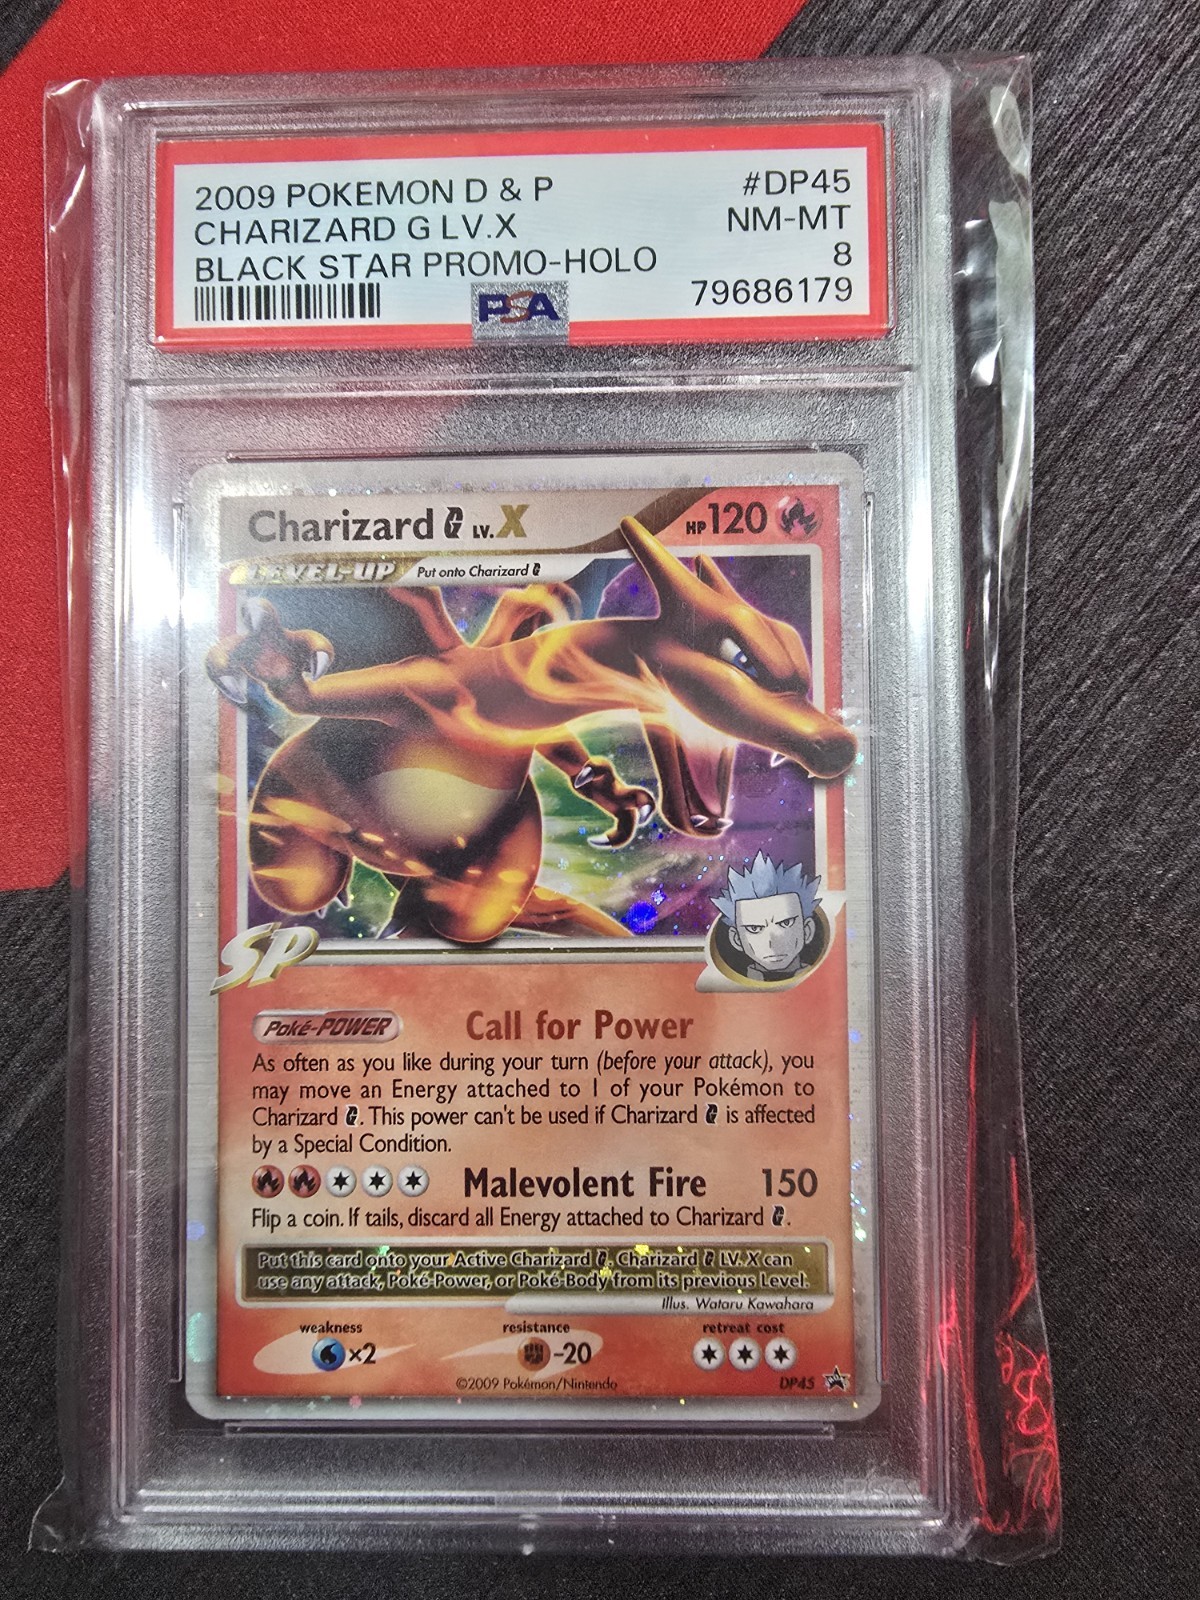 2009 POKEMON D & P #DP45
CHARIZARD G LV.X NM-MT
BLACK STAR PROMO-HOLO 8
PSA 79686179
Charizard G LV.X HP 120
LEVEL-UP Put onto Charizard G
SP
Poké-POWER Call for Power
As often as you like during your turn (before your attack), you
may move an Energy attached to 1 of your Pokémon to
Charizard G. This power can't be used if Charizard G is affected
by a Special Condition.
Malevolent Fire 150
Flip a coin. If tails, discard all Energy attached to Charizard G.
Put this card onto your Active Charizard G. Charizard G LV. X can
use any attack, Poké-Power, or Poké-Body from its previous Level.
Illus. Wataru Kawahara
weakness resistance retreat cost
×2 -20
©2009 Pokémon/Nintendo DP45